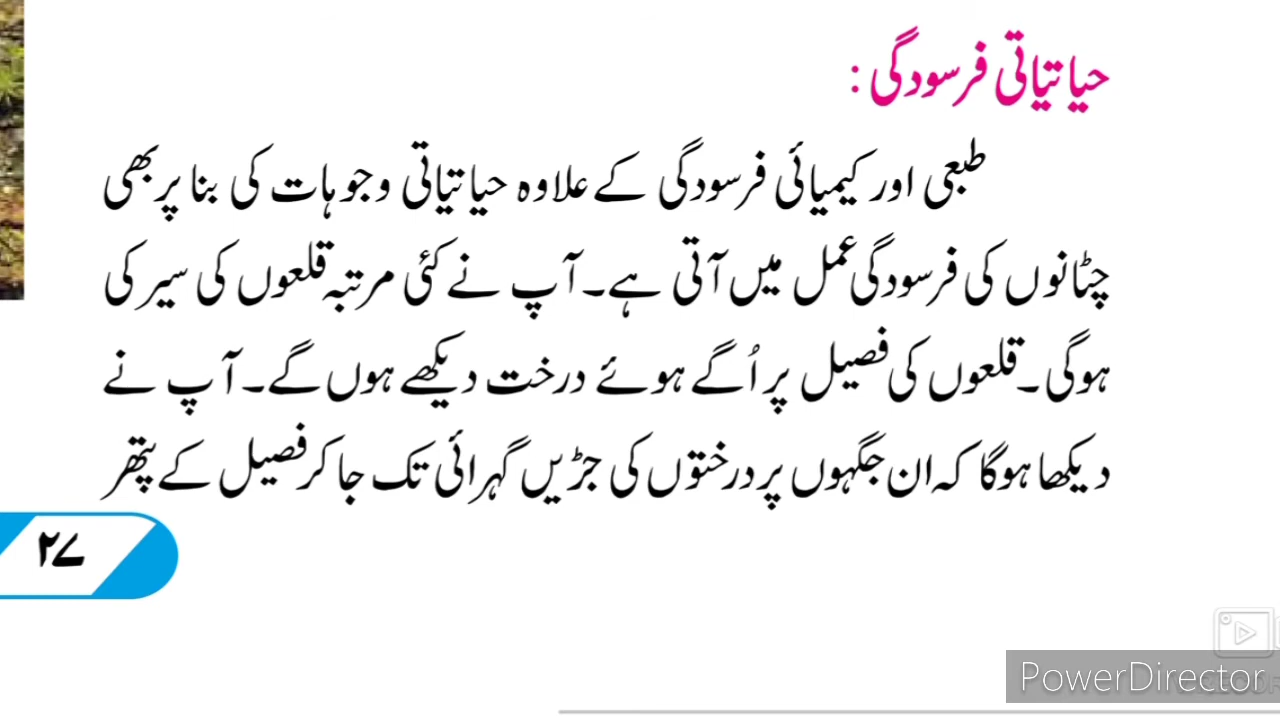 حیاتیاتی فرسودگی :
طبعی اور کیمیائی فرسودگی کے علاوہ حیاتیاتی وجوہات کی بنا پر بھی
چٹانوں کی فرسودگی عمل میں آتی ہے۔ آپ نے کئی مرتبہ قلعوں کی سیر کی
ہوگی۔ قلعوں کی فصیل پر اُگے ہوئے درخت دیکھے ہوں گے۔ آپ نے
دیکھا ہوگا کہ ان جگہوں پر درختوں کی جڑیں گہرائی تک جا کر فصیل کے پتھر
۲۷
PowerDirector